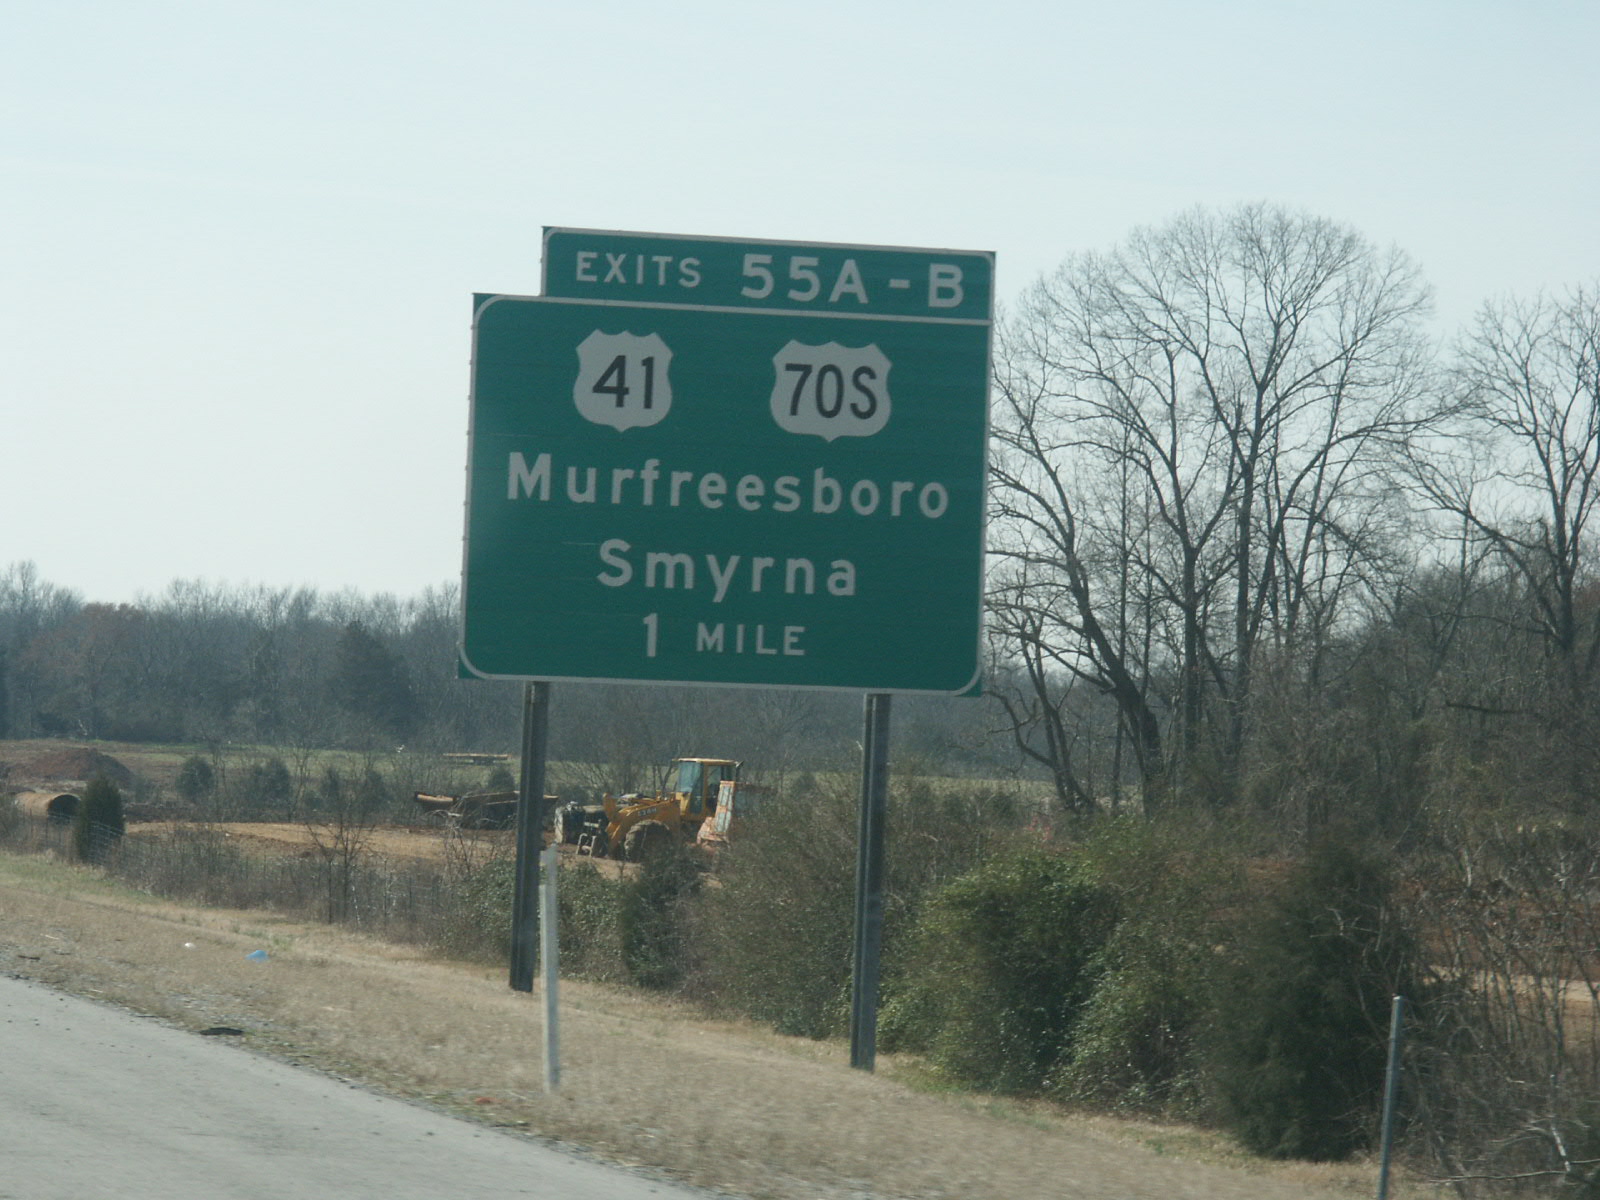 EXITS 55A-B
41 70S
Murfreesboro
Smyrna
1 MILE